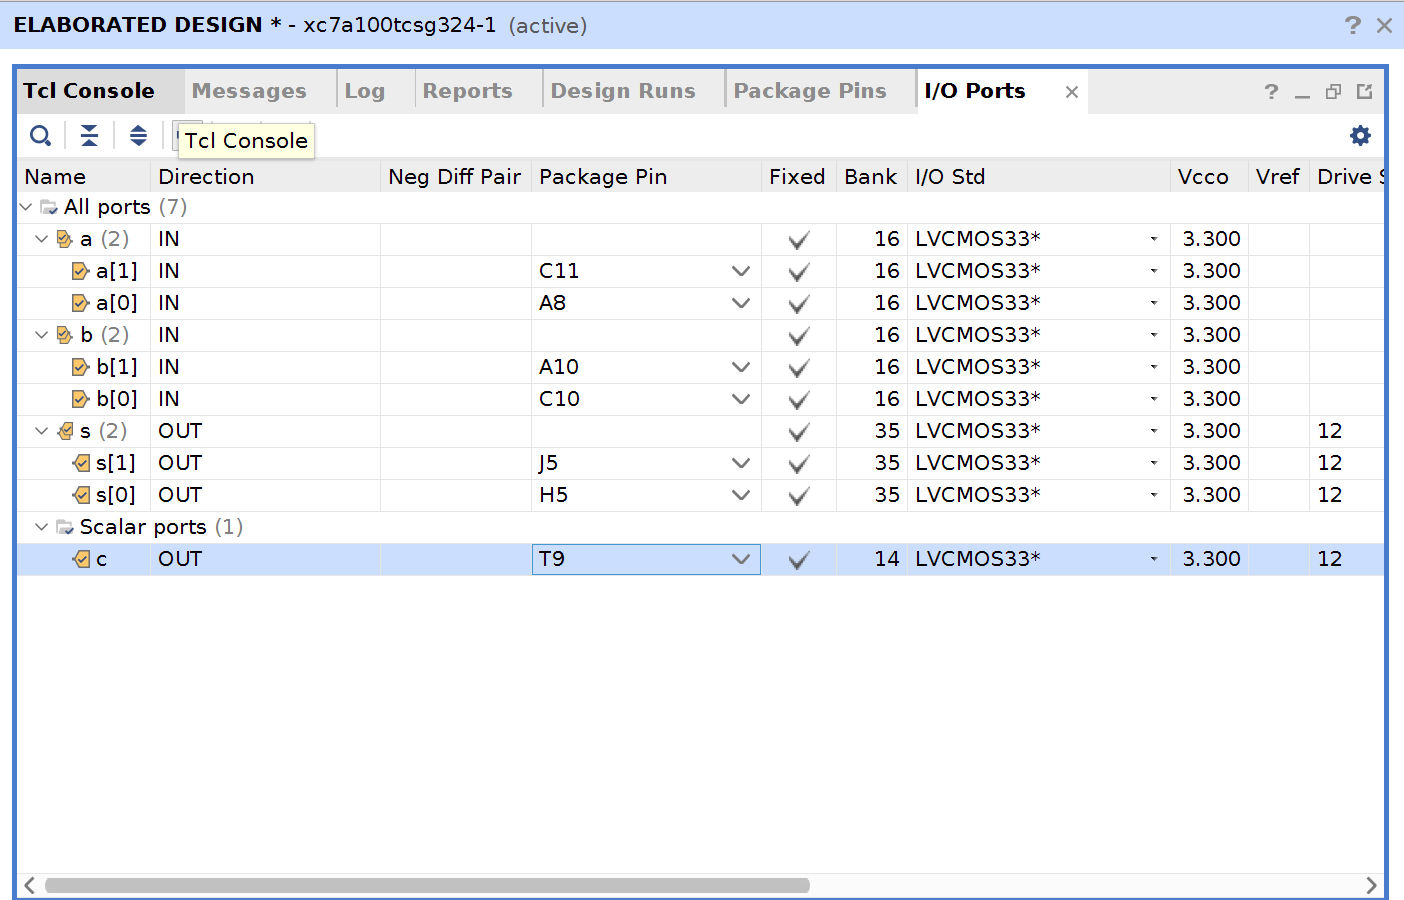 ELABORATED DESIGN * - xc7a100tcsg324-1 (active)
Tcl Console Messages Log Reports Design Runs Package Pins I/O Ports
Tcl Console
Name Direction Neg Diff Pair Package Pin Fixed Bank I/O Std Vcco Vref Drive S
All ports (7)
a (2) IN 16 LVCMOS33* 3.300
a[1] IN C11 16 LVCMOS33* 3.300
a[0] IN A8 16 LVCMOS33* 3.300
b (2) IN 16 LVCMOS33* 3.300
b[1] IN A10 16 LVCMOS33* 3.300
b[0] IN C10 16 LVCMOS33* 3.300
s (2) OUT 35 LVCMOS33* 3.300 12
s[1] OUT J5 35 LVCMOS33* 3.300 12
s[0] OUT H5 35 LVCMOS33* 3.300 12
Scalar ports (1)
c OUT T9 14 LVCMOS33* 3.300 12